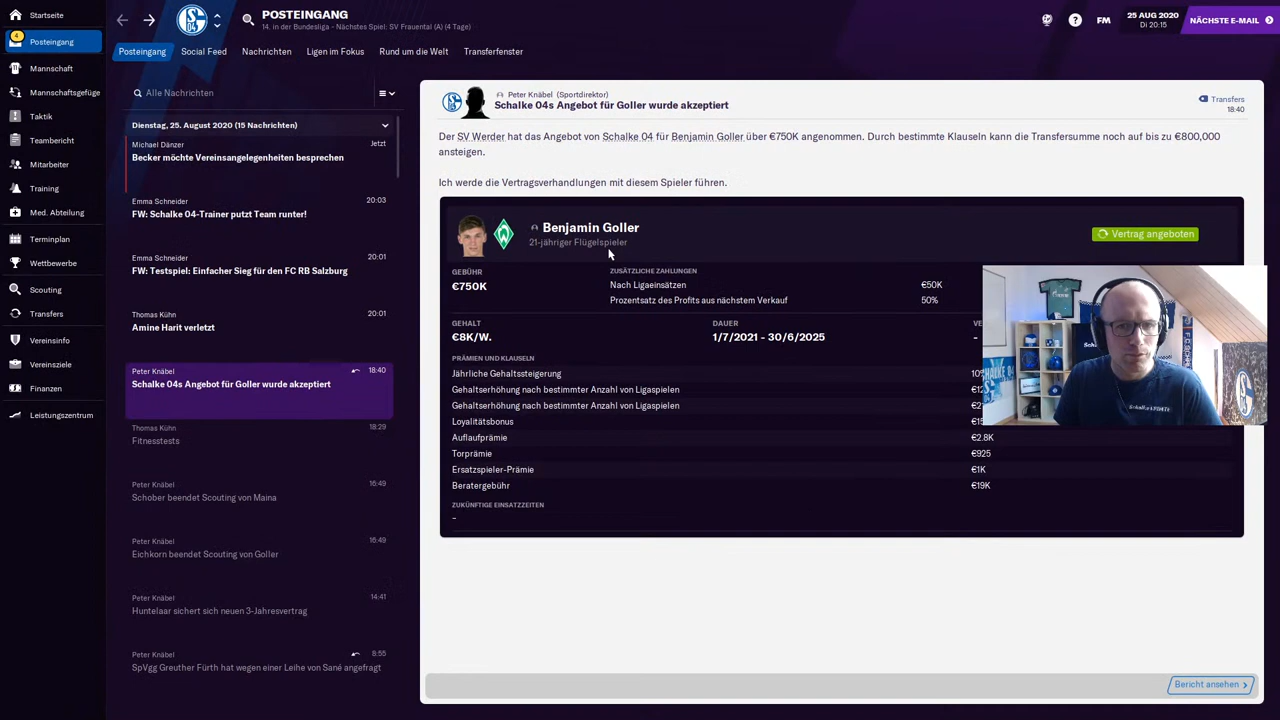 Startseite
4
Posteingang
Mannschaft
Mannschaftsgefüge
Taktik
Teambericht
Mitarbeiter
Training
Med. Abteilung
Terminplan
Wettbewerbe
Scouting
Transfers
Vereinsinfo
Vereinsziele
Finanzen
Leistungszentrum
POSTEINGANG
14. in der Bundesliga - Nächstes Spiel: SV Frauental (A) (4 Tage)
FM
25 AUG 2020
Di 20:15
NÄCHSTE E-MAIL
Posteingang
Social Feed
Nachrichten
Ligen im Fokus
Rund um die Welt
Transferfenster
Alle Nachrichten
Dienstag, 25. August 2020 (15 Nachrichten)
Michael Dänzer
Jetzt
Becker möchte Vereinsangelegenheiten besprechen
Emma Schneider
20:03
FW: Schalke 04-Trainer putzt Team runter!
Emma Schneider
20:01
FW: Testspiel: Einfacher Sieg für den FC RB Salzburg
Thomas Kühn
20:01
Amine Harit verletzt
Peter Knäbel
18:40
Schalke 04s Angebot für Goller wurde akzeptiert
Thomas Kühn
18:29
Fitnesstests
Peter Knäbel
16:49
Schober beendet Scouting von Maina
Peter Knäbel
16:49
Eichkorn beendet Scouting von Goller
Peter Knäbel
14:41
Huntelaar sichert sich neuen 3-Jahresvertrag
Peter Knäbel
8:55
SpVgg Greuther Fürth hat wegen einer Leihe von Sané angefragt
Peter Knäbel (Sportdirektor)
Schalke 04s Angebot für Goller wurde akzeptiert
Transfers
18:40
Der SV Werder hat das Angebot von Schalke 04 für Benjamin Goller über €750K angenommen. Durch bestimmte Klauseln kann die Transfersumme noch auf bis zu €800,000
ansteigen.
Ich werde die Vertragsverhandlungen mit diesem Spieler führen.
Benjamin Goller
21-jähriger Flügelspieler
Vertrag angeboten
GEBÜHR
€750K
ZUSÄTZLICHE ZAHLUNGEN
Nach Ligaeinsätzen €50K
Prozentsatz des Profits aus nächstem Verkauf 50%
GEHALT
€8K/W.
DAUER
1/7/2021 - 30/6/2025
-
PRÄMIEN UND KLAUSELN
Jährliche Gehaltssteigerung
Gehaltserhöhung nach bestimmter Anzahl von Ligaspielen
Gehaltserhöhung nach bestimmter Anzahl von Ligaspielen
Loyalitätsbonus
Auflaufprämie €2.8K
Torprämie €925
Ersatzspieler-Prämie €1K
Beratergebühr €19K
ZUKÜNFTIGE EINSATZZEITEN
-
Bericht ansehen